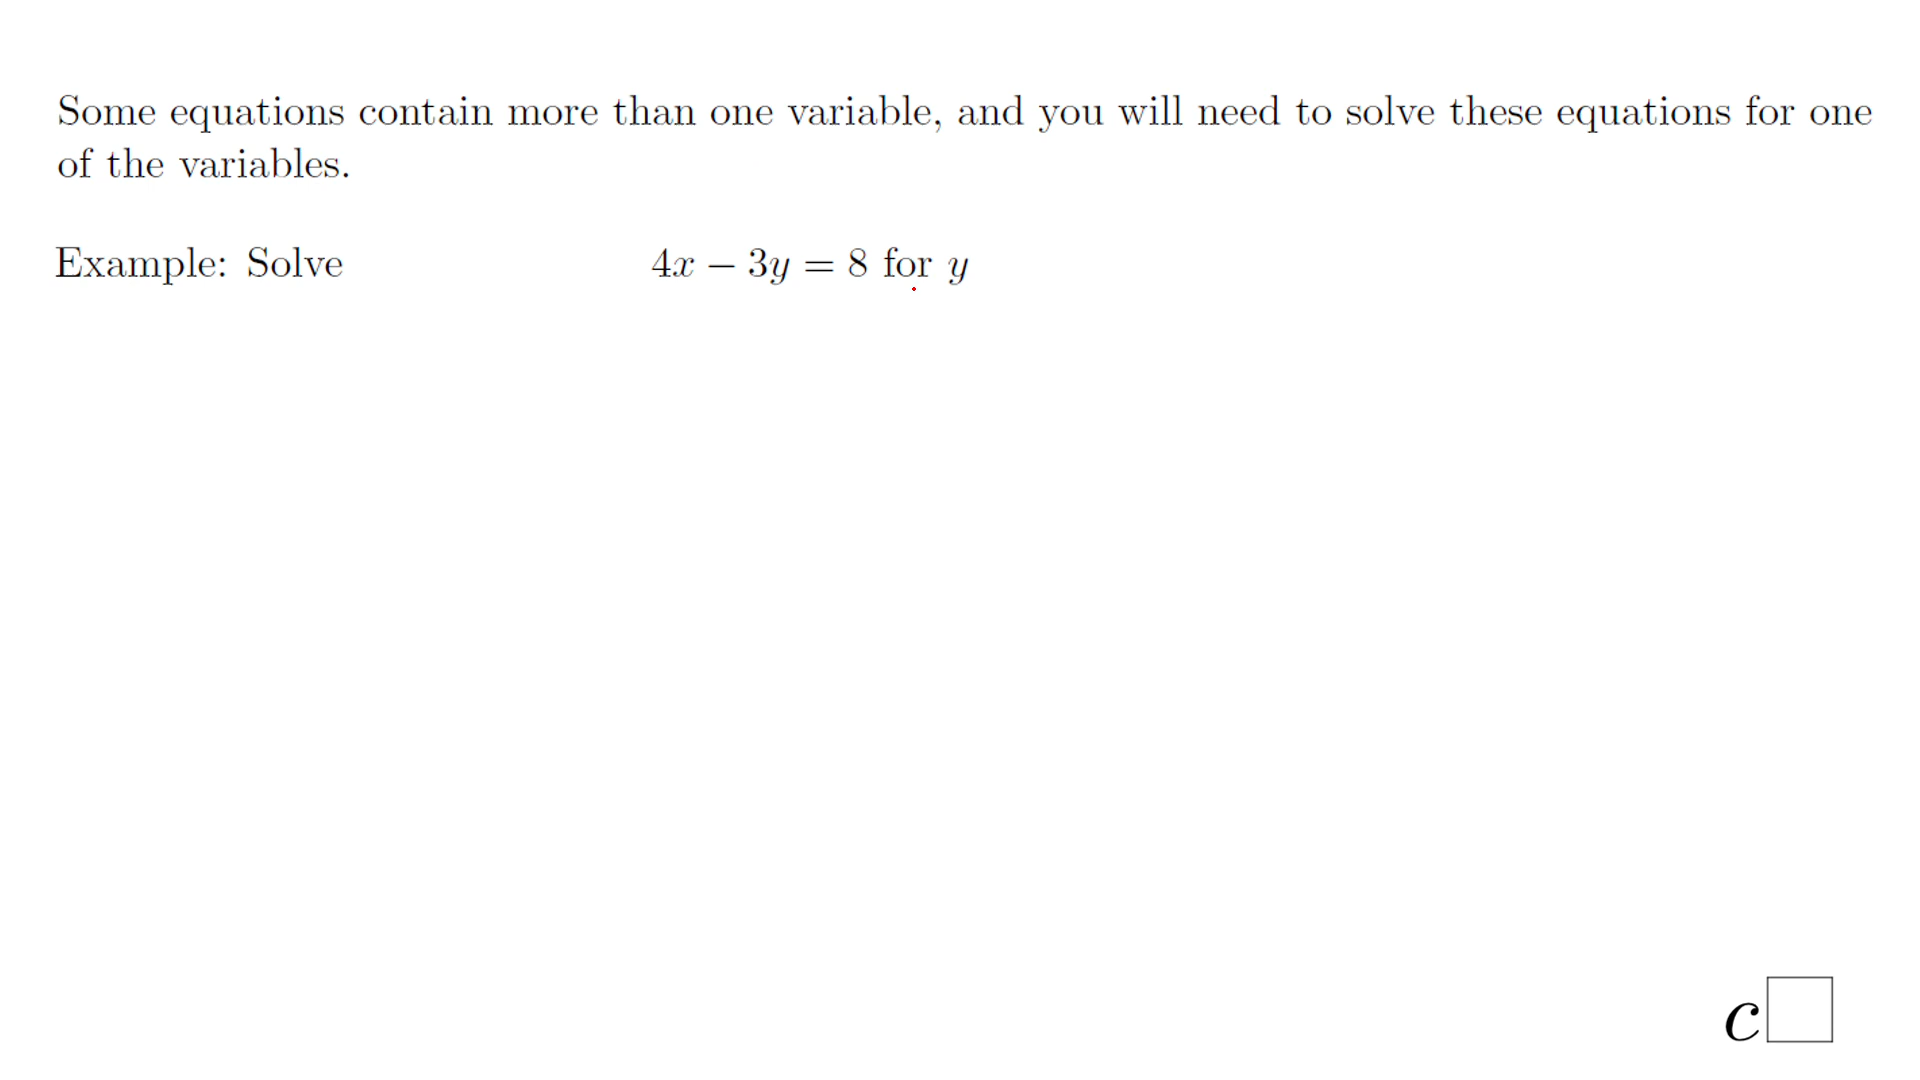 Some equations contain more than one variable, and you will need to solve these equations for one
of the variables.
Example: Solve 4x − 3y = 8 for y
c